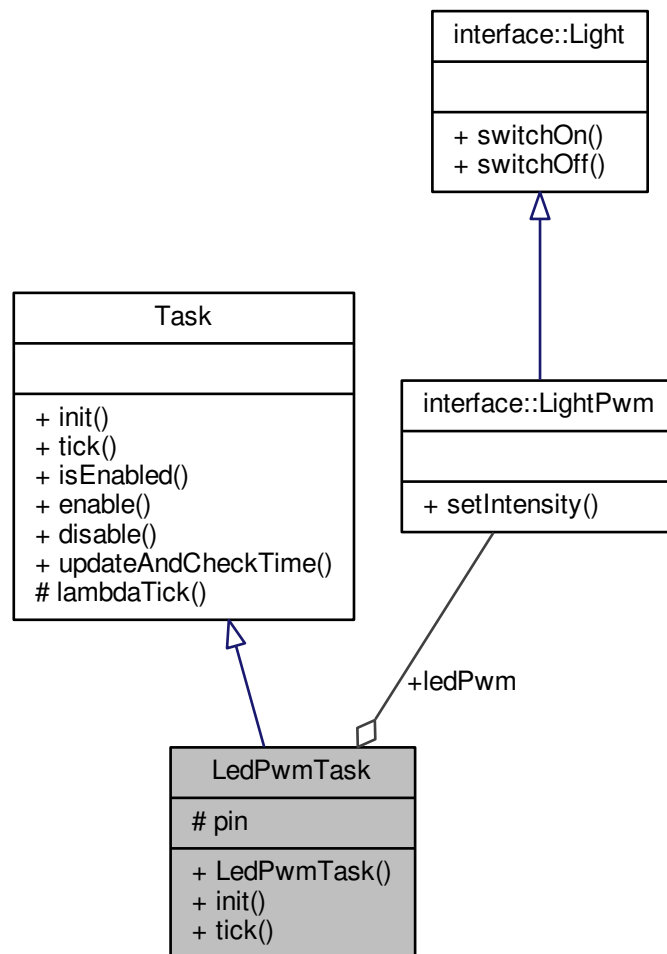 interface::Light
+ switchOn()
+ switchOff()
Task
+ init()
+ tick()
+ isEnabled()
+ enable()
+ disable()
+ updateAndCheckTime()
# lambdaTick()
interface::LightPwm
+ setIntensity()
+ledPwm
LedPwmTask
# pin
+ LedPwmTask()
+ init()
+ tick()